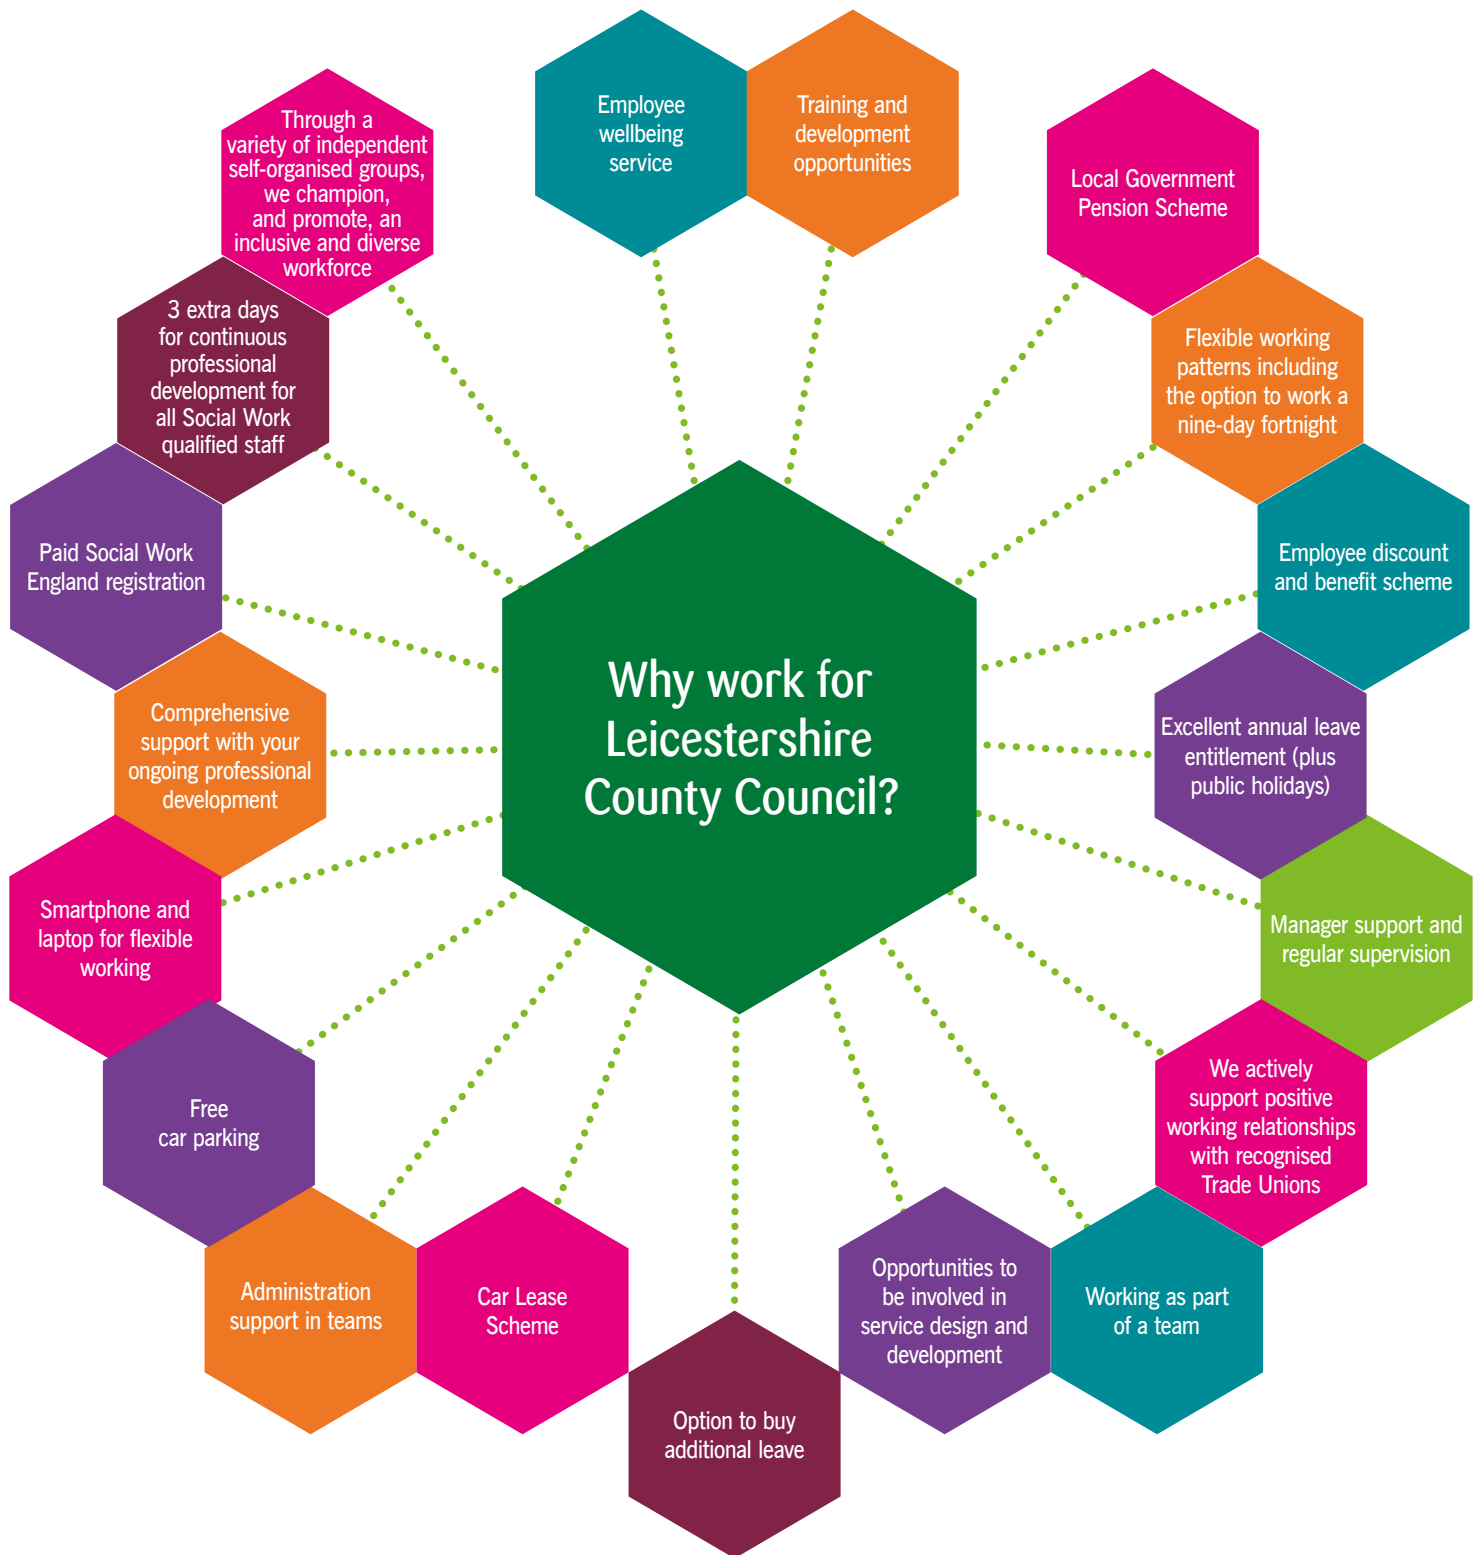 Employee
wellbeing
service
Training and
development
opportunities
Local Government
Pension Scheme
Flexible working
patterns including
the option to work a
nine-day fortnight
Employee discount
and benefit scheme
Excellent annual leave
entitlement (plus
public holidays)
Manager support and
regular supervision
We actively
support positive
working relationships
with recognised
Trade Unions
Working as part
of a team
Opportunities to
be involved in
service design and
development
Option to buy
additional leave
Car Lease
Scheme
Administration
support in teams
Free
car parking
Smartphone and
laptop for flexible
working
Comprehensive
support with your
ongoing professional
development
Paid Social Work
England registration
3 extra days
for continuous
professional
development for
all Social Work
qualified staff
Through a
variety of independent
self-organised groups,
we champion,
and promote, an
inclusive and diverse
workforce
Why work for
Leicestershire
County Council?